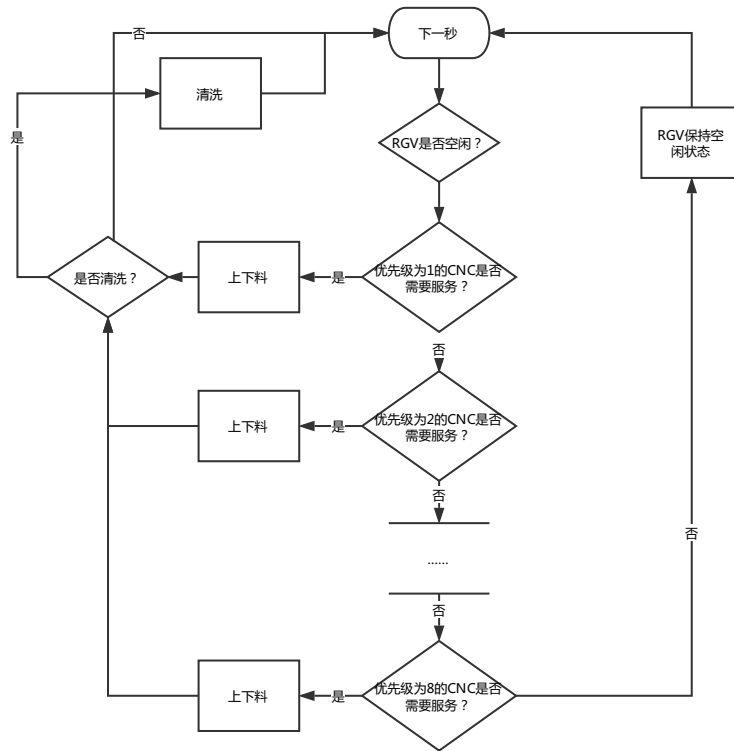 否
下一秒
清洗
RGV是否空闲？
RGV保持空
闲状态
是
是否清洗？
上下料
是
优先级为1的CNC是否
需要服务？
否
上下料
是
优先级为2的CNC是否
需要服务？
否
......
否
否
上下料
是
优先级为8的CNC是否
需要服务？